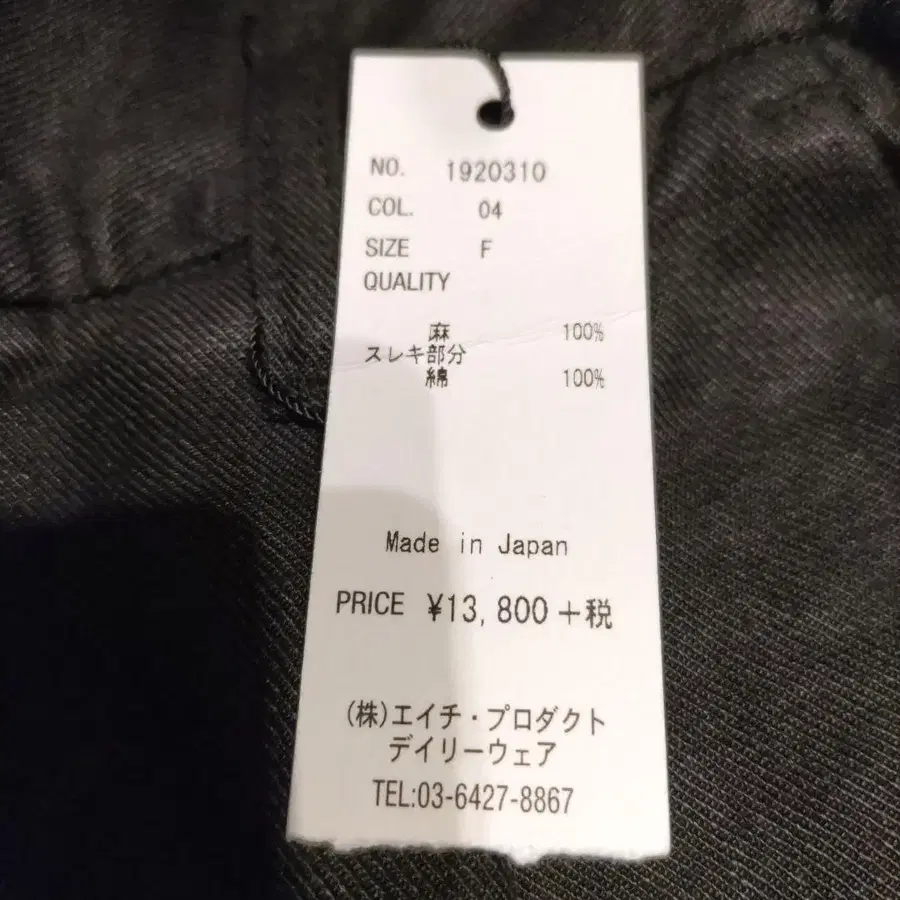 NO. 1920310
COL. 04
SIZE F
QUALITY
麻 100%
スレキ部分
綿 100%
Made in Japan
PRICE ¥13,800+税
(株)エイチ・プロダクト
デイリーウェア
TEL:03-6427-8867